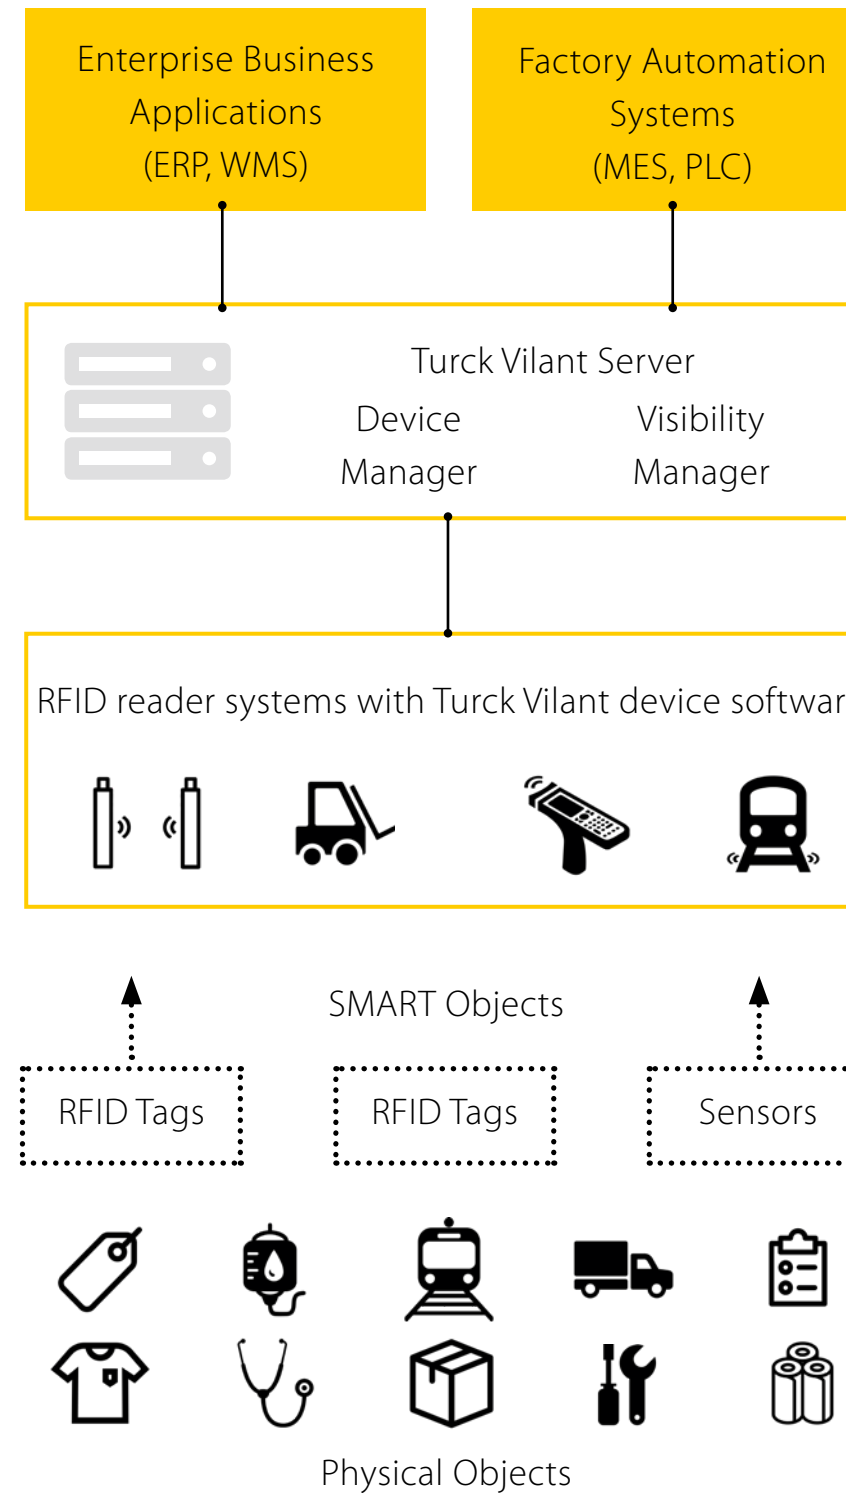 Enterprise Business
Applications
(ERP, WMS)
Factory Automation
Systems
(MES, PLC)
Turck Vilant Server
Device
Manager
Visibility
Manager
RFID reader systems with Turck Vilant device softwar
SMART Objects
RFID Tags
RFID Tags
Sensors
Physical Objects